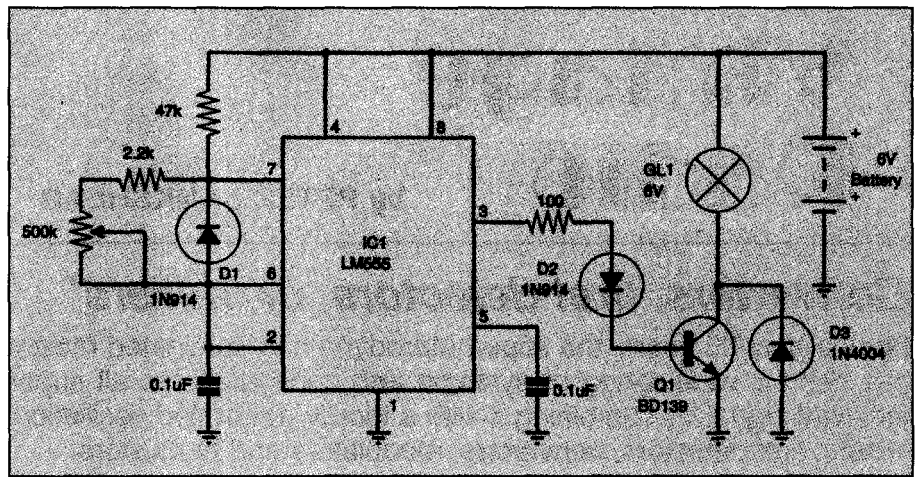 47k
2.2k
500k
D1
1N914
0.1uF
7
6
2
4
8
IC1
LM555
1
3
5
100
D2
1N914
0.1uF
Q1
BD139
GL1
6V
D3
1N4004
+
6V
Battery
+